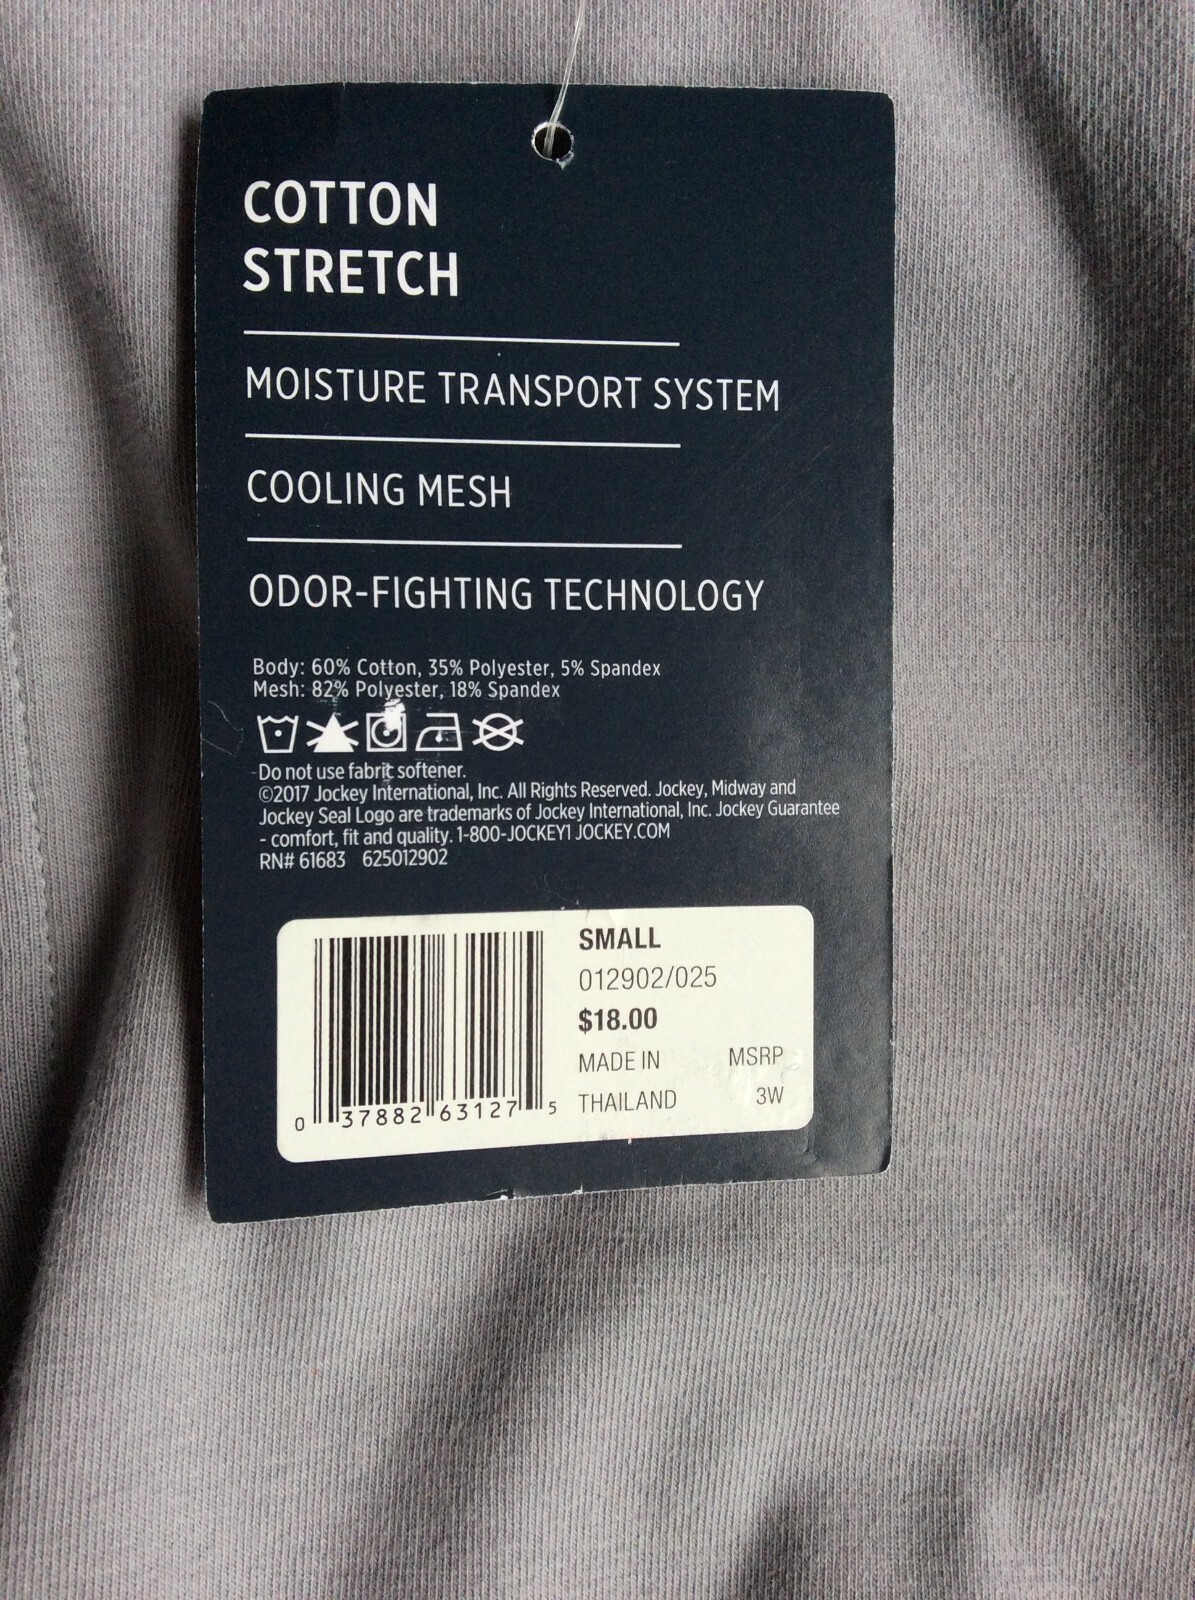 COTTON
STRETCH
MOISTURE TRANSPORT SYSTEM
COOLING MESH
ODOR-FIGHTING TECHNOLOGY
Body: 60% Cotton, 35% Polyester, 5% Spandex
Mesh: 82% Polyester, 18% Spandex
Do not use fabric softener.
©2017 Jockey International, Inc. All Rights Reserved. Jockey, Midway and
Jockey Seal Logo are trademarks of Jockey International, Inc. Jockey Guarantee
- comfort, fit and quality. 1-800-JOCKEY1 JOCKEY.COM
RN# 61683 625012902
SMALL
012902/025
$18.00
MADE IN MSRP
THAILAND 3W
0 37882 63127 5